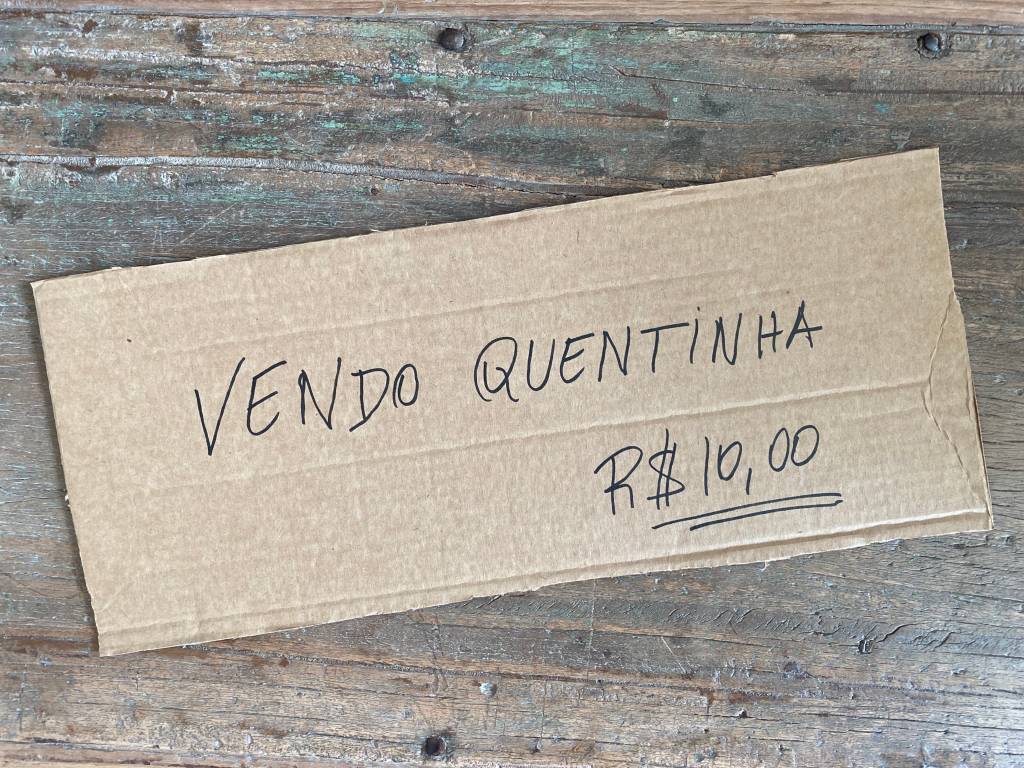 VENDO QUENTINHA
R$ 10,00